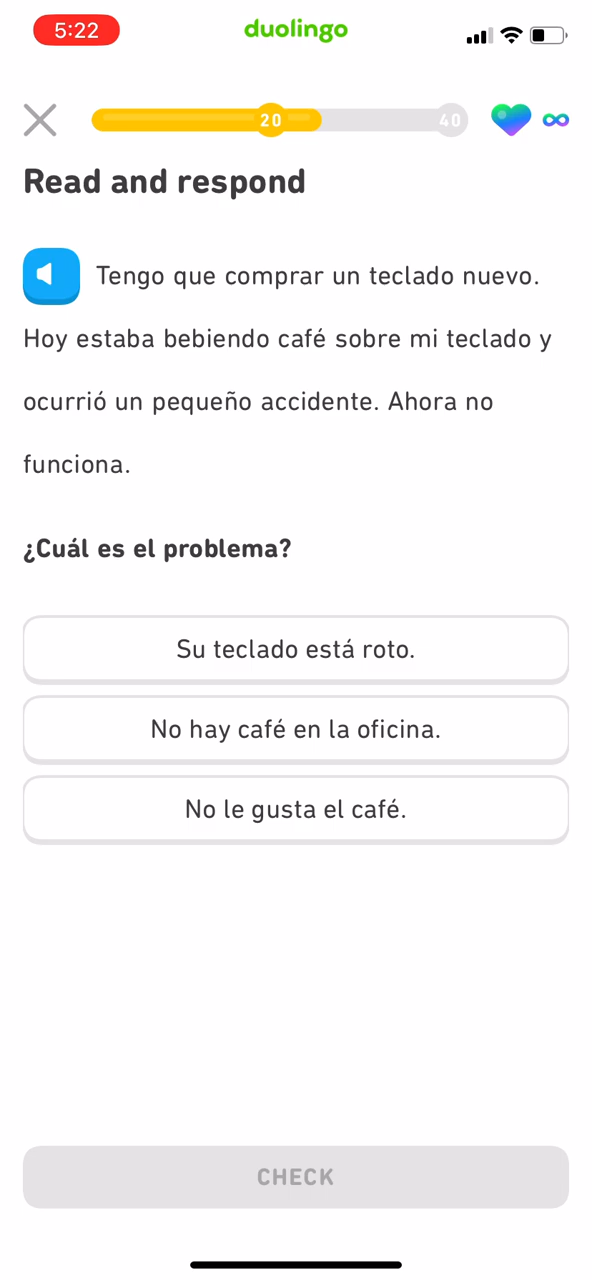 5:22
duolingo
20
40
Read and respond
Tengo que comprar un teclado nuevo.
Hoy estaba bebiendo café sobre mi teclado y
ocurrió un pequeño accidente. Ahora no
funciona.
¿Cuál es el problema?
Su teclado está roto.
No hay café en la oficina.
No le gusta el café.
CHECK